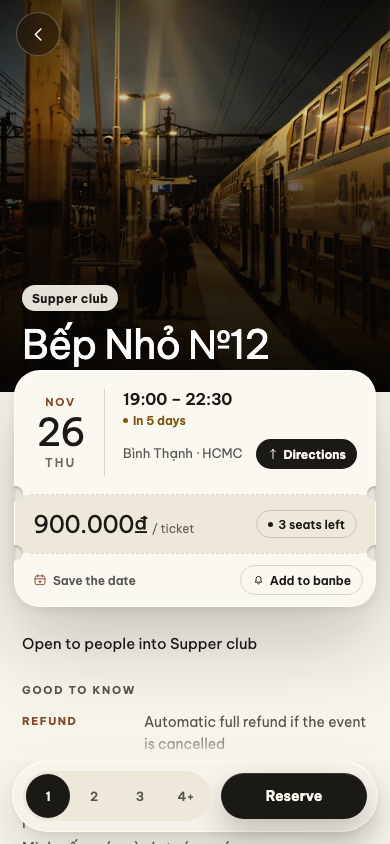 Supper club
Bếp Nhỏ Nº12
NOV
26
THU
19:00 – 22:30
In 5 days
Bình Thạnh · HCMC
Directions
900.000₫ / ticket
3 seats left
Save the date
Add to banbe
Open to people into Supper club
GOOD TO KNOW
REFUND
Automatic full refund if the event
is cancelled
1
2
3
4+
Reserve